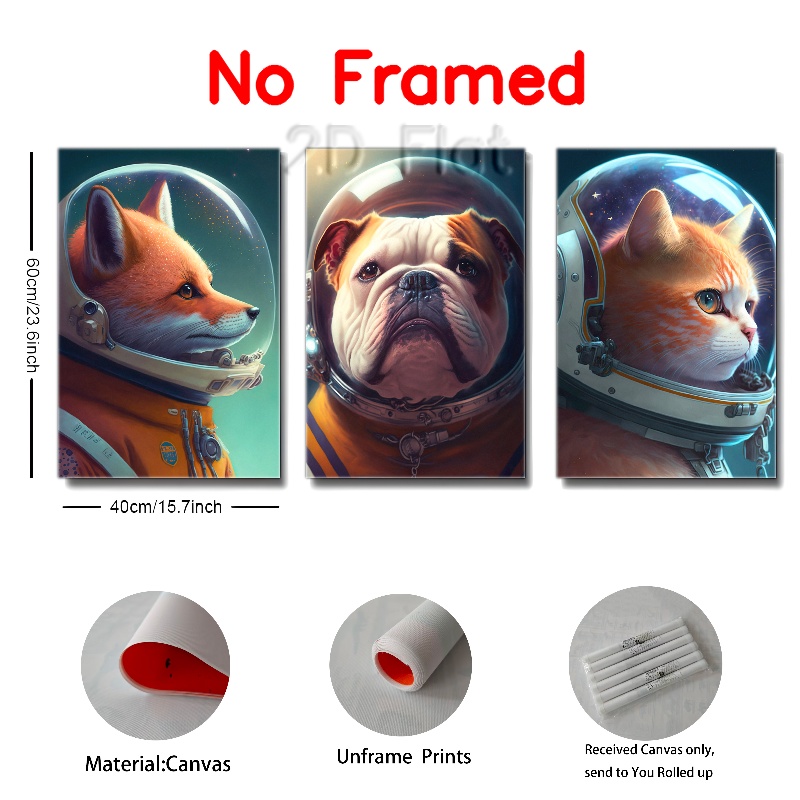 No Framed
2D Flat
60cm/23.6inch
40cm/15.7inch
Material:Canvas
Unframe Prints
Received Canvas only,
send to You Rolled up